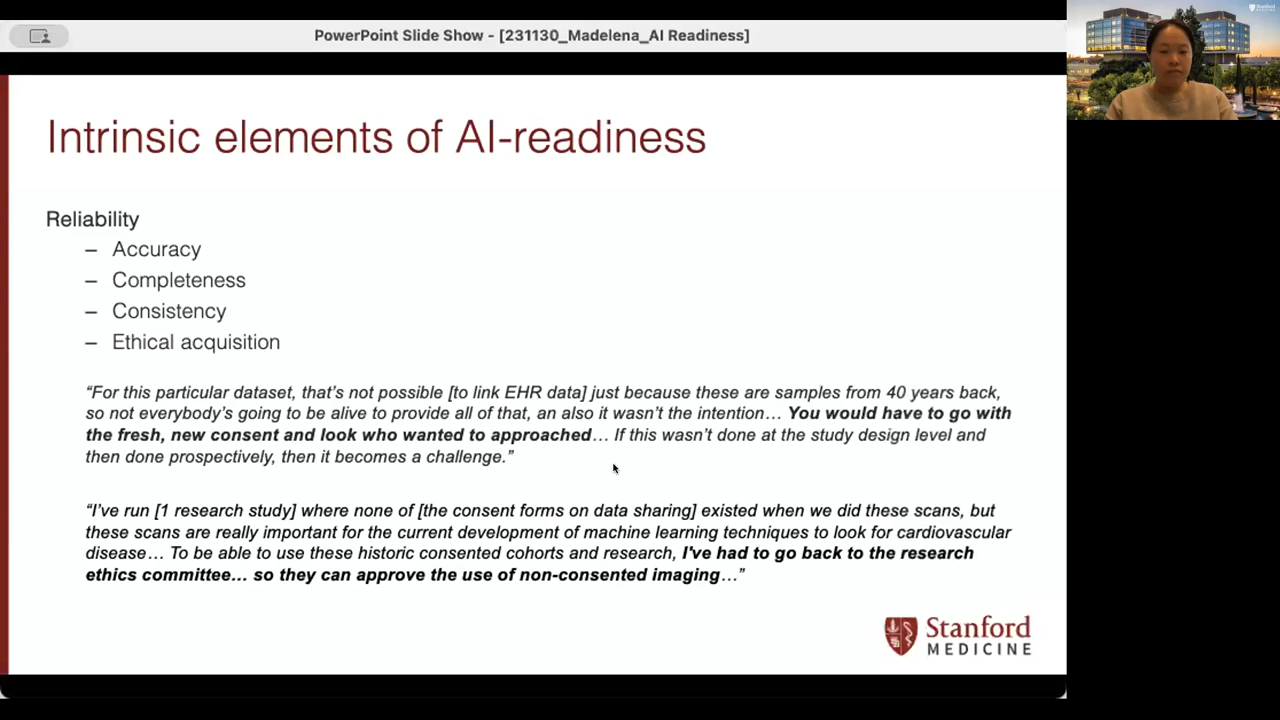 PowerPoint Slide Show - [231130_Madelena_AI Readiness]
Stanford
MEDICINE
Intrinsic elements of AI-readiness
Reliability
– Accuracy
– Completeness
– Consistency
– Ethical acquisition
“For this particular dataset, that’s not possible [to link EHR data] just because these are samples from 40 years back,
so not everybody’s going to be alive to provide all of that, an also it wasn’t the intention… You would have to go with
the fresh, new consent and look who wanted to approached… If this wasn’t done at the study design level and
then done prospectively, then it becomes a challenge.”
“I’ve run [1 research study] where none of [the consent forms on data sharing] existed when we did these scans, but
these scans are really important for the current development of machine learning techniques to look for cardiovascular
disease… To be able to use these historic consented cohorts and research, I've had to go back to the research
ethics committee… so they can approve the use of non-consented imaging…”
Stanford
MEDICINE